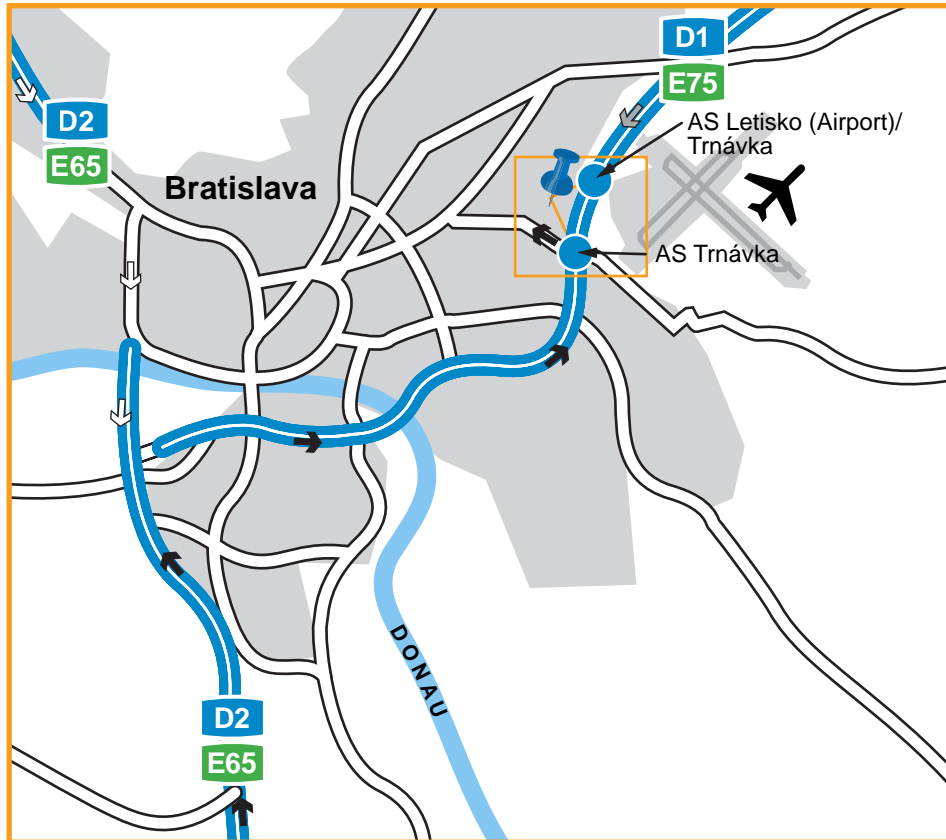 D1
E75
D2
E65
AS Letisko (Airport)/
Trnávka
Bratislava
AS Trnávka
DONAU
D2
E65